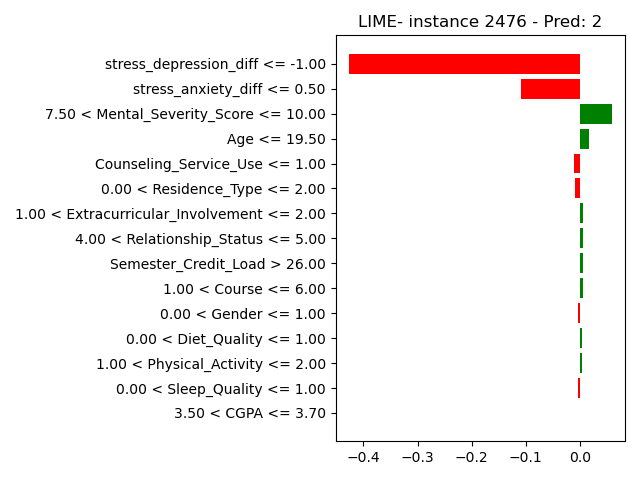 LIME- instance 2476 - Pred: 2
stress_depression_diff <= -1.00
stress_anxiety_diff <= 0.50
7.50 < Mental_Severity_Score <= 10.00
Age <= 19.50
Counseling_Service_Use <= 1.00
0.00 < Residence_Type <= 2.00
1.00 < Extracurricular_Involvement <= 2.00
4.00 < Relationship_Status <= 5.00
Semester_Credit_Load > 26.00
1.00 < Course <= 6.00
0.00 < Gender <= 1.00
0.00 < Diet_Quality <= 1.00
1.00 < Physical_Activity <= 2.00
0.00 < Sleep_Quality <= 1.00
3.50 < CGPA <= 3.70
−0.4 −0.3 −0.2 −0.1 0.0